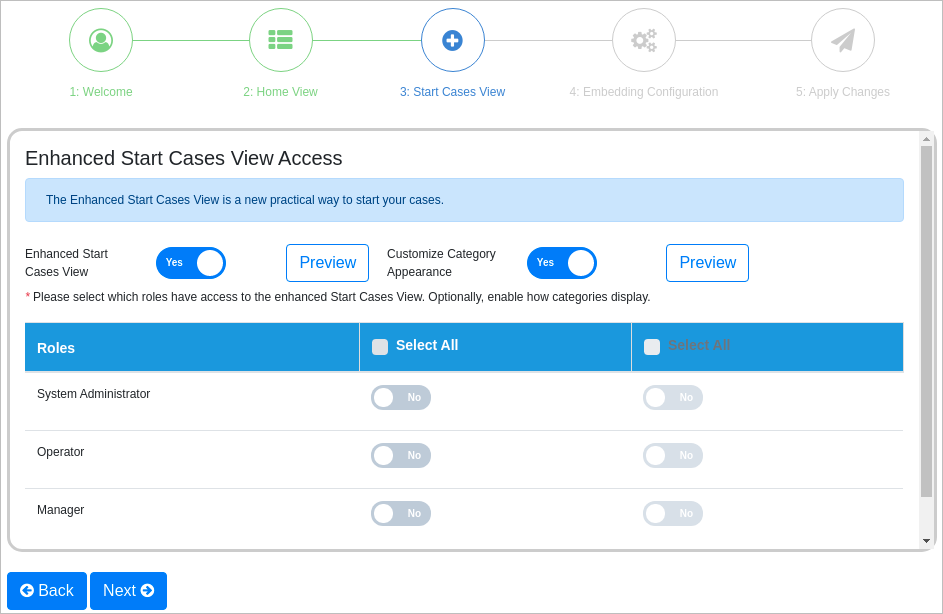 1: Welcome
2: Home View
3: Start Cases View
4: Embedding Configuration
5: Apply Changes
Enhanced Start Cases View Access
The Enhanced Start Cases View is a new practical way to start your cases.
Enhanced Start
Cases View
Yes
Preview
Customize Category
Appearance
Yes
Preview
* Please select which roles have access to the enhanced Start Cases View. Optionally, enable how categories display.
Roles
Select All
Select All
System Administrator
No
No
Operator
No
No
Manager
No
No
Back
Next